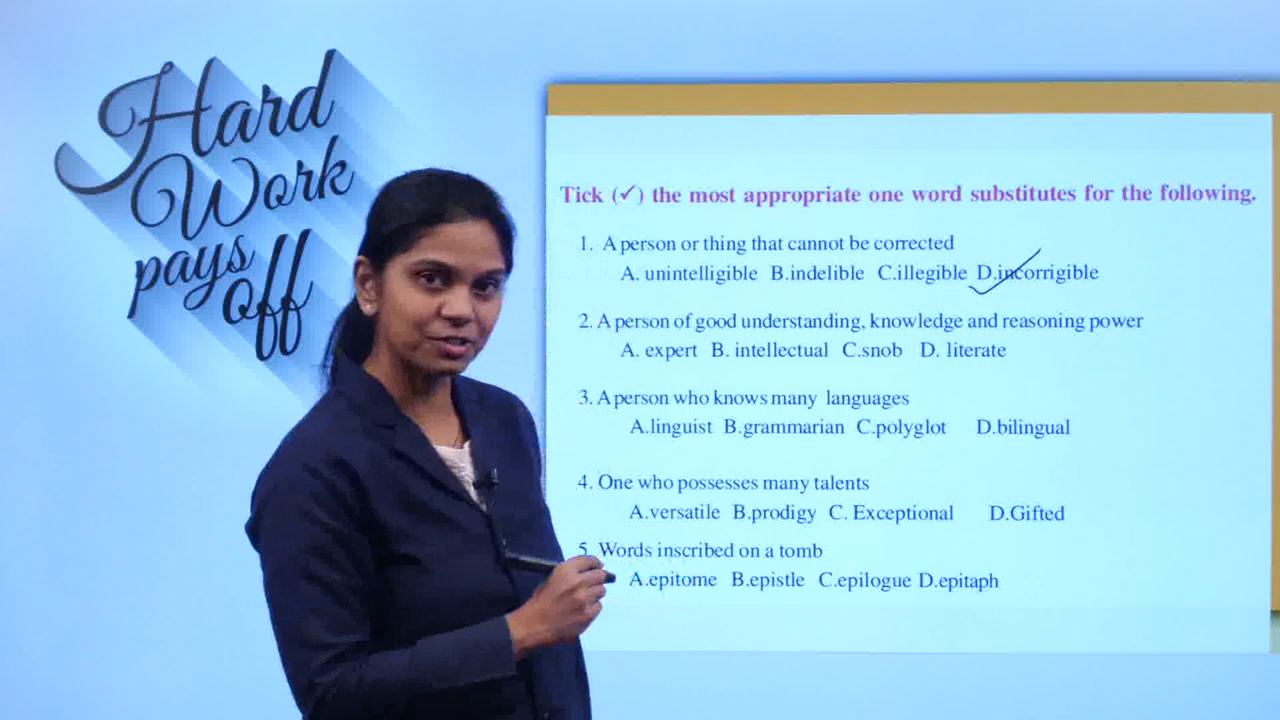 Hard
Work
pays
off
Tick (✓) the most appropriate one word substitutes for the following.
1. A person or thing that cannot be corrected
A. unintelligible B.indelible C.illegible D.incorrigible
2. A person of good understanding, knowledge and reasoning power
A. expert B. intellectual C.snob D. literate
3. A person who knows many languages
A.linguist B.grammarian C.polyglot D.bilingual
4. One who possesses many talents
A.versatile B.prodigy C. Exceptional D.Gifted
5. Words inscribed on a tomb
A.epitome B.epistle C.epilogue D.epitaph